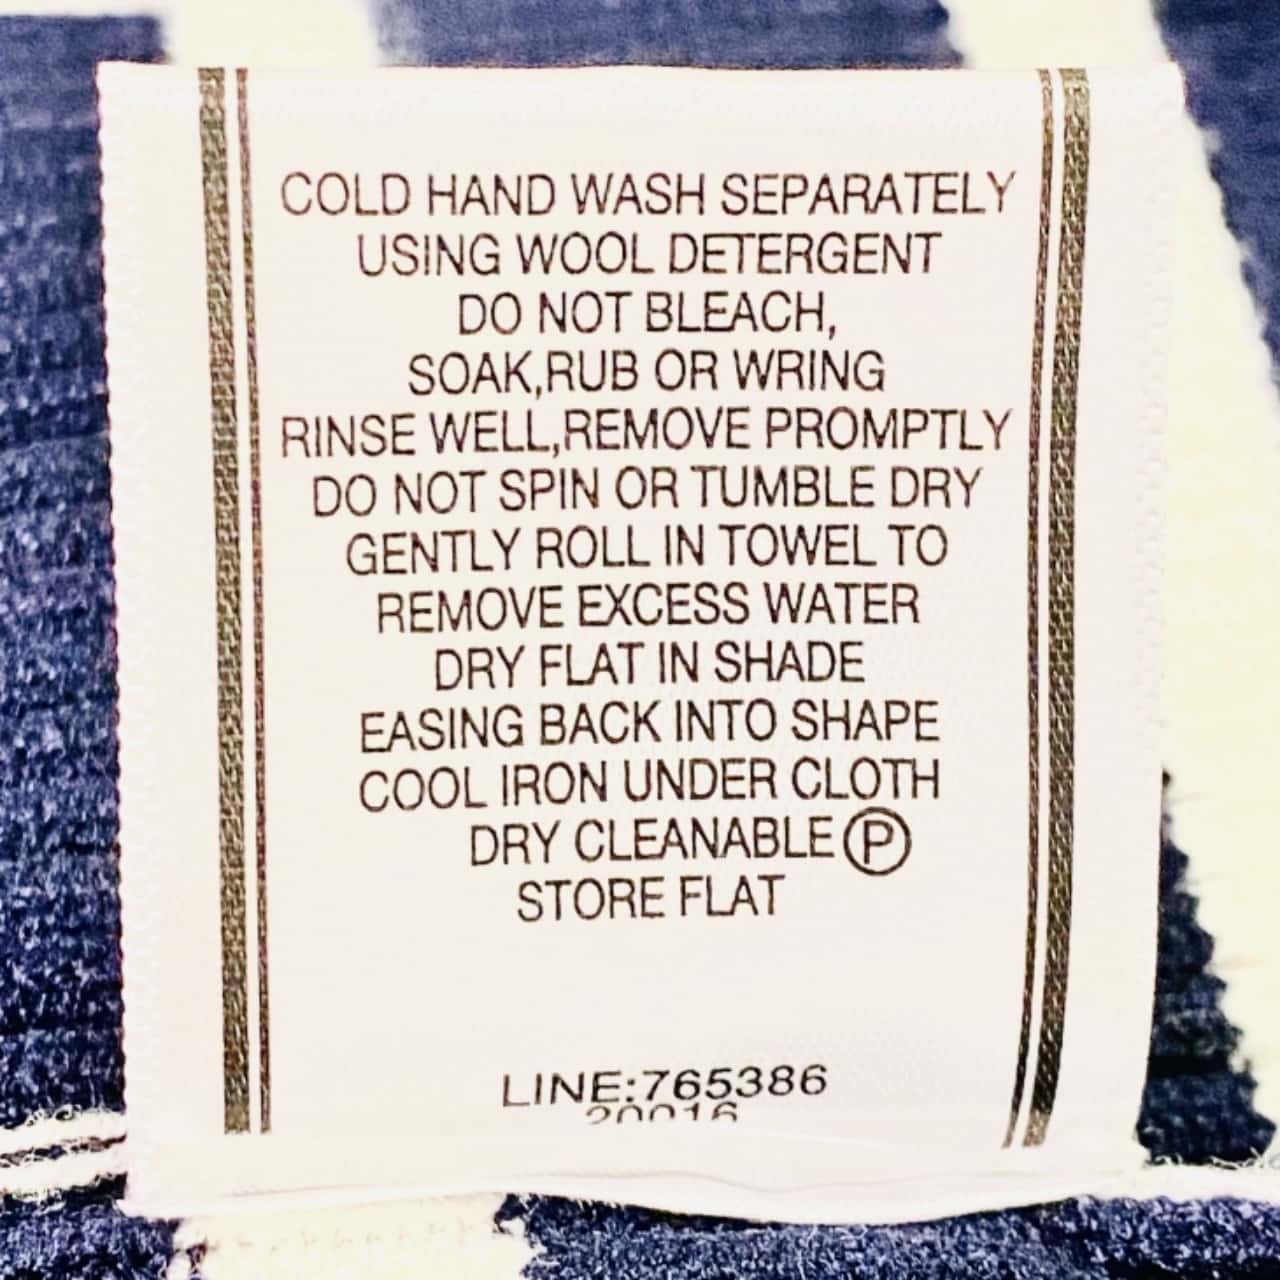 COLD HAND WASH SEPARATELY
USING WOOL DETERGENT
DO NOT BLEACH,
SOAK,RUB OR WRING
RINSE WELL,REMOVE PROMPTLY
DO NOT SPIN OR TUMBLE DRY
GENTLY ROLL IN TOWEL TO
REMOVE EXCESS WATER
DRY FLAT IN SHADE
EASING BACK INTO SHAPE
COOL IRON UNDER CLOTH
DRY CLEANABLE Ⓟ
STORE FLAT
LINE:765386